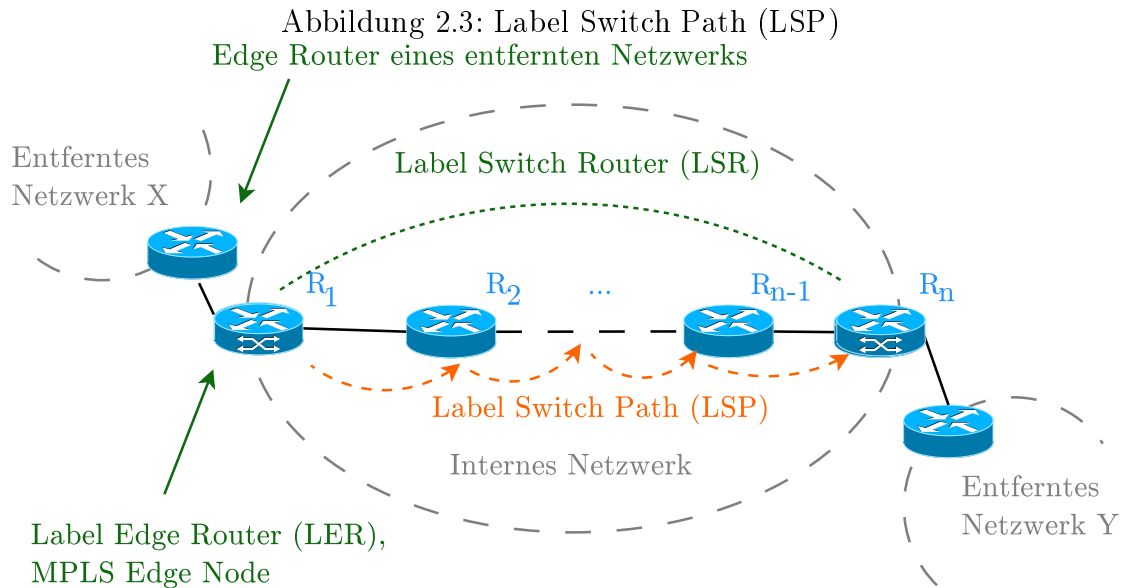 Abbildung 2.3: Label Switch Path (LSP)
Edge Router eines entfernten Netzwerks
Entferntes
Netzwerk X
Label Switch Router (LSR)
R1
R2
...
Rn-1
Rn
Label Switch Path (LSP)
Internes Netzwerk
Entferntes
Netzwerk Y
Label Edge Router (LER),
MPLS Edge Node